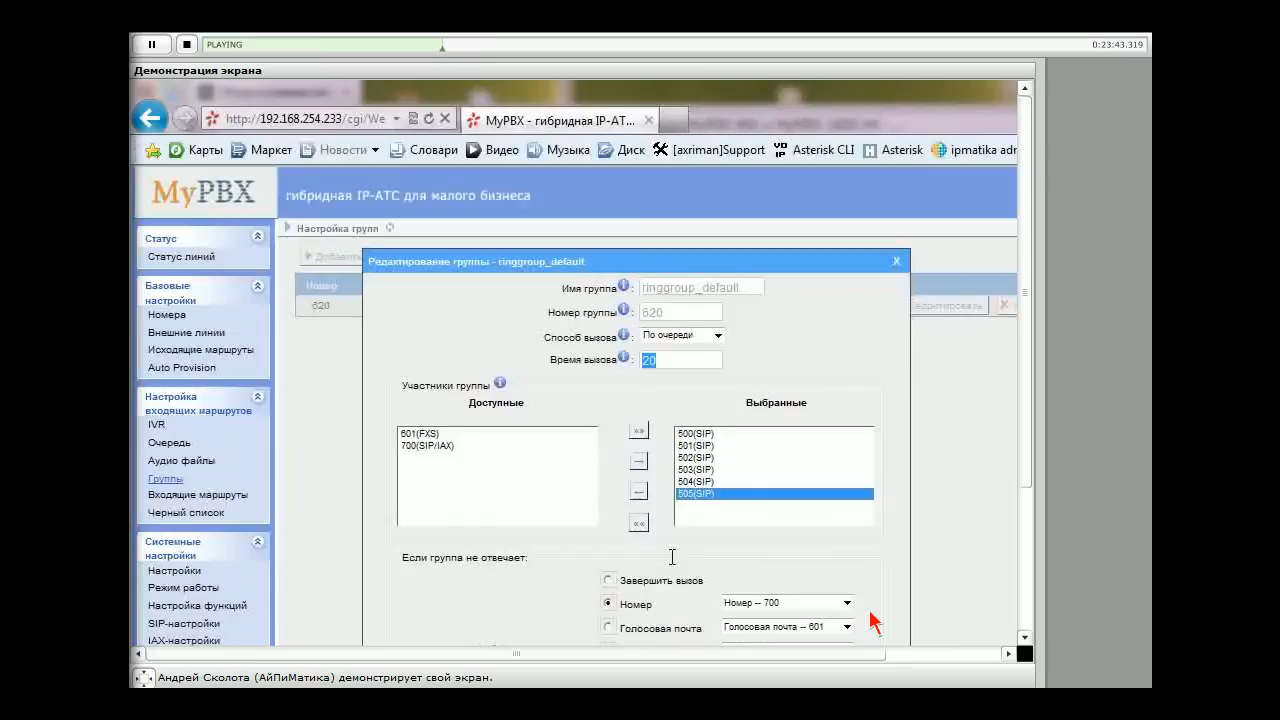 PLAYING
0:23:43.319
Демонстрация экрана
http://192.168.254.233/cgi/We
MyPBX - гибридная IP-АТ...
Карты
Маркет
Новости
Словари
Видео
Музыка
Диск
[axriman]Support
Asterisk CLI
Asterisk
ipmatika adm
MyPBX
гибридная IP-АТС для малого бизнеса
Статус
Статус линий
Базовые
настройки
Номера
Внешние линии
Исходящие маршруты
Auto Provision
Настройка
входящих маршрутов
IVR
Очередь
Аудио файлы
Группы
Входящие маршруты
Черный список
Системные
настройки
Настройки
Режим работы
Настройка функций
SIP-настройки
IAX-настройки
Настройка групп
Добавить
Номер
620
Редактирование группы - ringgroup_default
X
Имя группы :
ringgroup_default
Номер группы :
620
Способ вызова :
По очереди
Время вызова :
20
Участники группы
Доступные
Выбранные
601(FXS)
700(SIP/IAX)
500(SIP)
501(SIP)
502(SIP)
503(SIP)
504(SIP)
505(SIP)
Если группа не отвечает:
Завершить вызов
Номер
Номер -- 700
Голосовая почта
Голосовая почта -- 601
Андрей Сколота (АйПиМатика) демонстрирует свой экран.